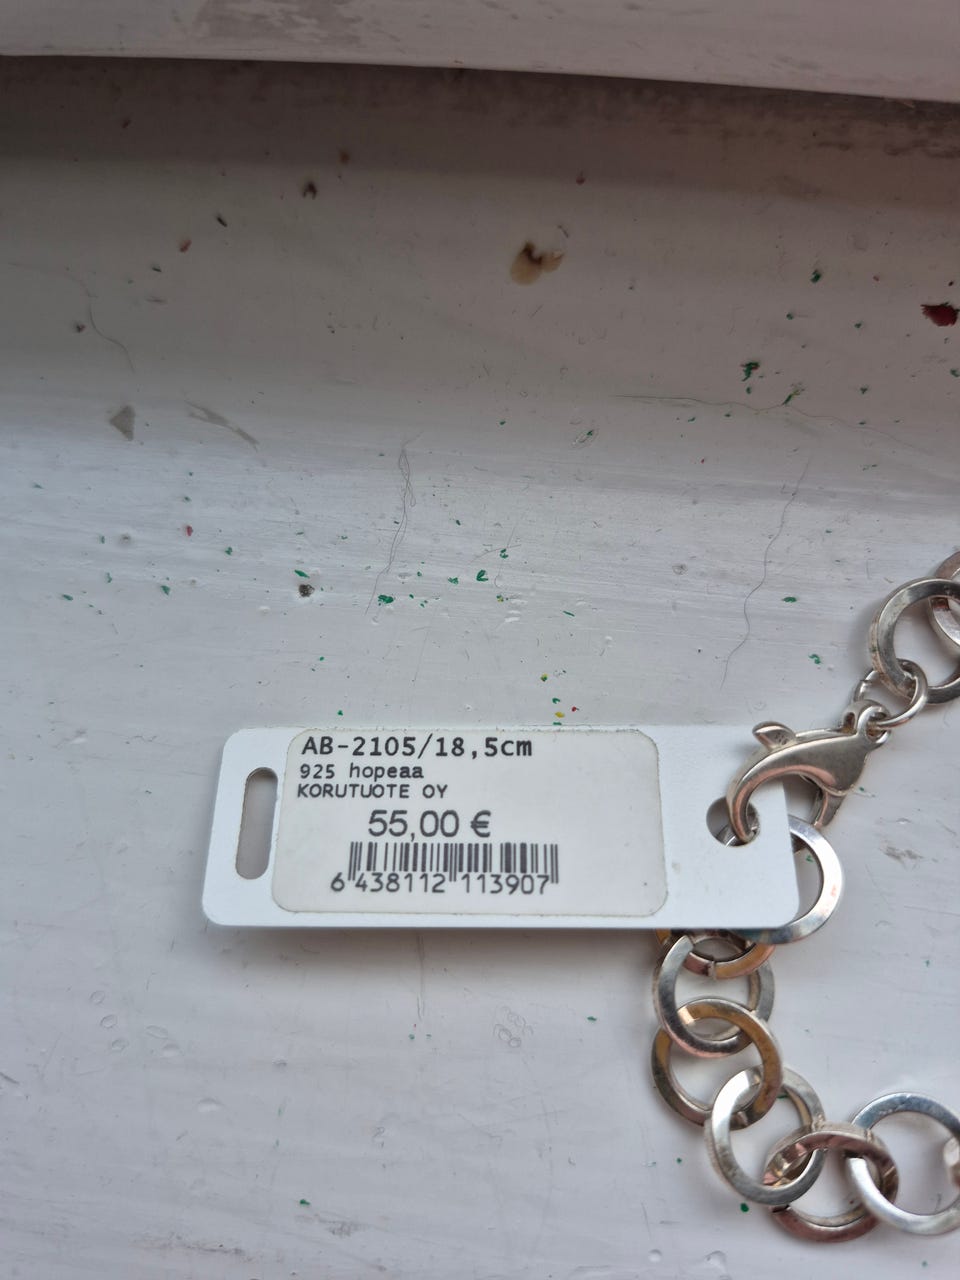 AB-2105/18,5cm
925 hopeaa
KORUTUOTE OY
55,00 €
6 438112 113907